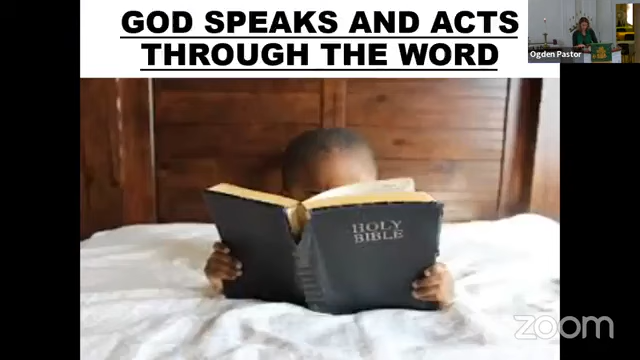 GOD SPEAKS AND ACTS
THROUGH THE WORD
Ogden Pastor
HOLY
BIBLE
zoom